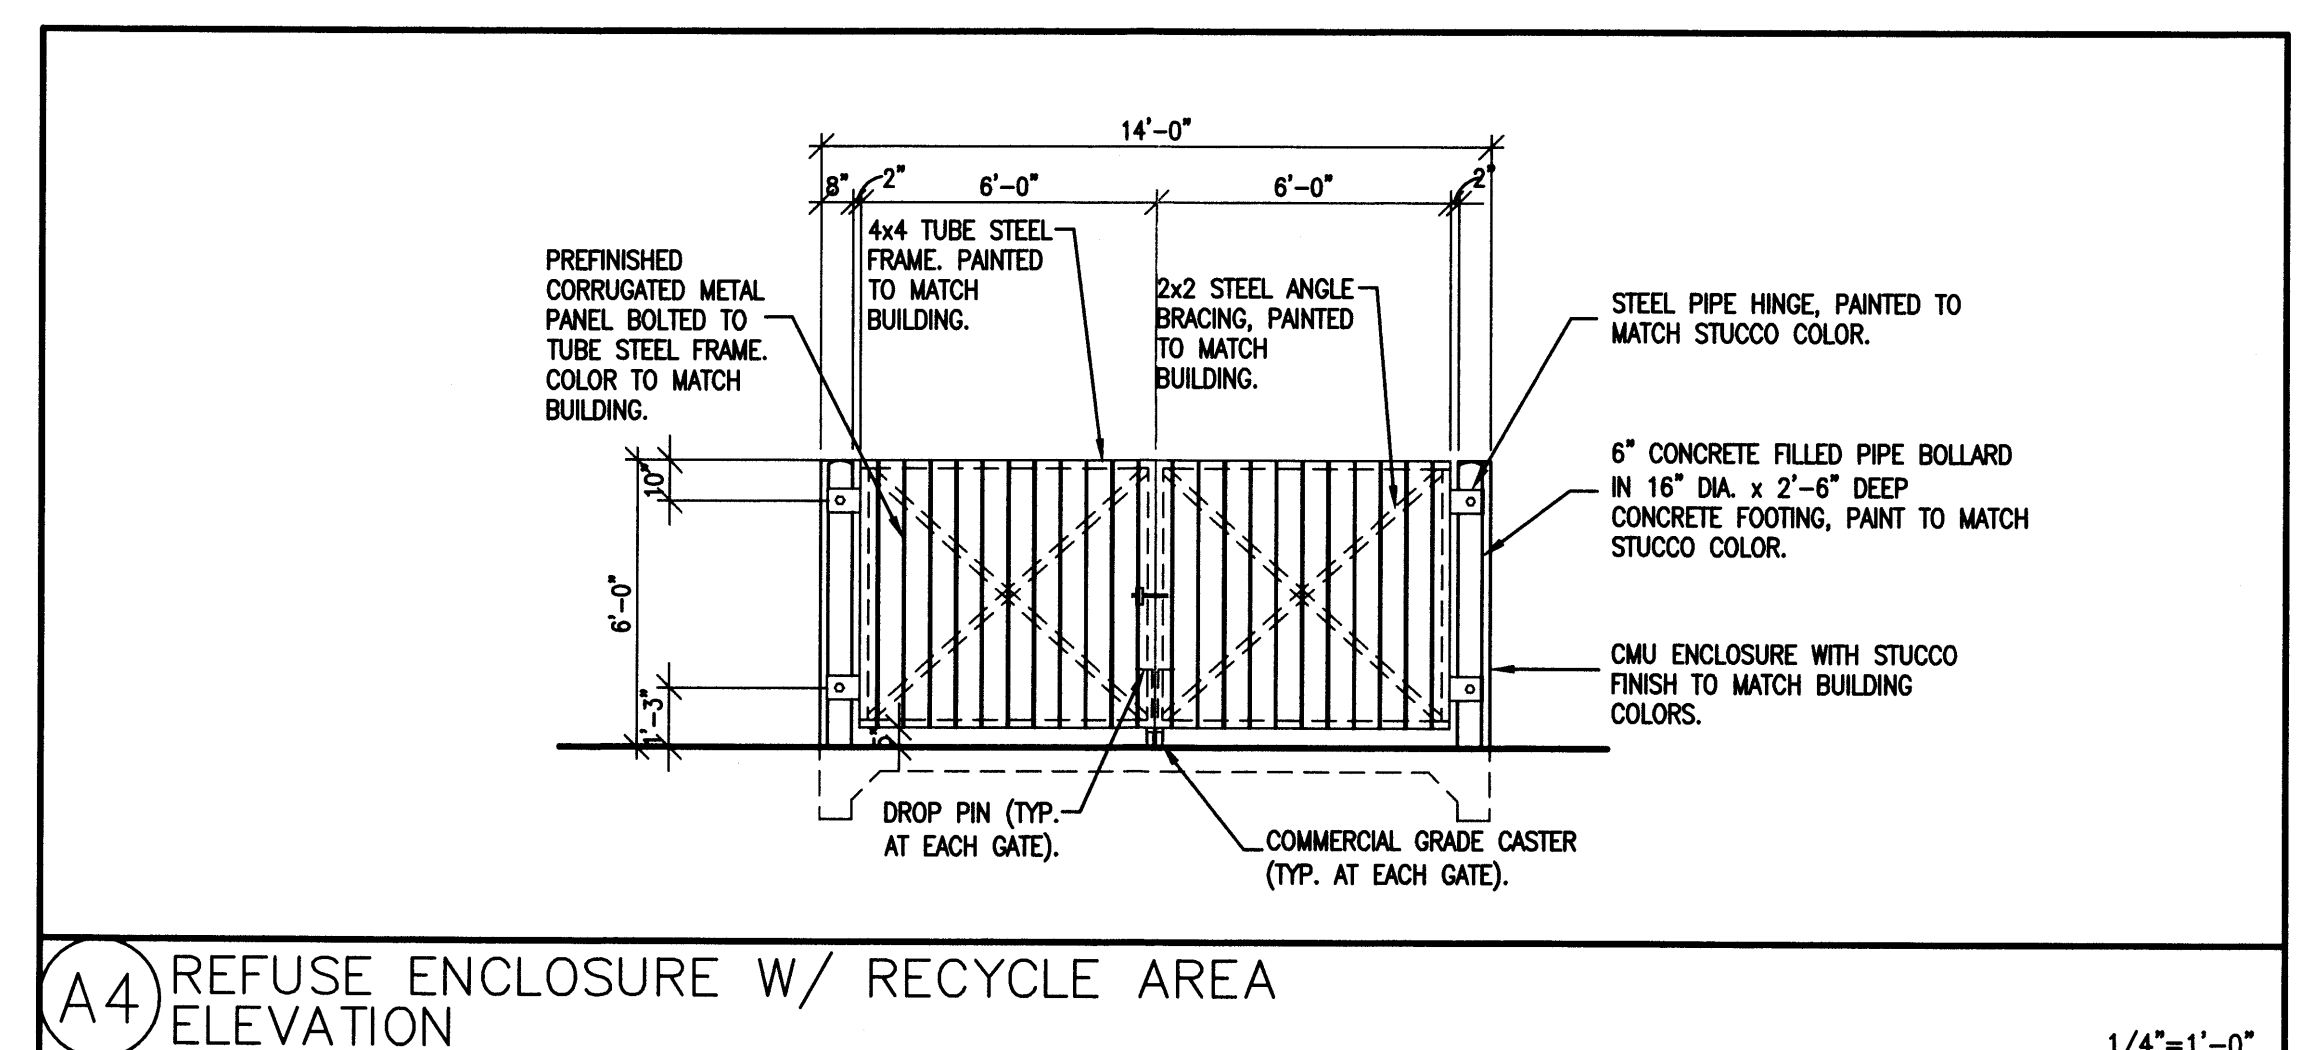 14'-0"
8"
2"
6'-0"
6'-0"
2"
4x4 TUBE STEEL
FRAME. PAINTED
TO MATCH
BUILDING.
PREFINISHED
CORRUGATED METAL
PANEL BOLTED TO
TUBE STEEL FRAME.
COLOR TO MATCH
BUILDING.
2x2 STEEL ANGLE
BRACING, PAINTED
TO MATCH
BUILDING.
STEEL PIPE HINGE, PAINTED TO
MATCH STUCCO COLOR.
6" CONCRETE FILLED PIPE BOLLARD
IN 16" DIA. x 2'-6" DEEP
CONCRETE FOOTING, PAINT TO MATCH
STUCCO COLOR.
CMU ENCLOSURE WITH STUCCO
FINISH TO MATCH BUILDING
COLORS.
10"
6'-0"
1'-3"
DROP PIN (TYP.
AT EACH GATE).
COMMERCIAL GRADE CASTER
(TYP. AT EACH GATE).
A4
REFUSE ENCLOSURE W/ RECYCLE AREA
ELEVATION
1/4"=1'-0"